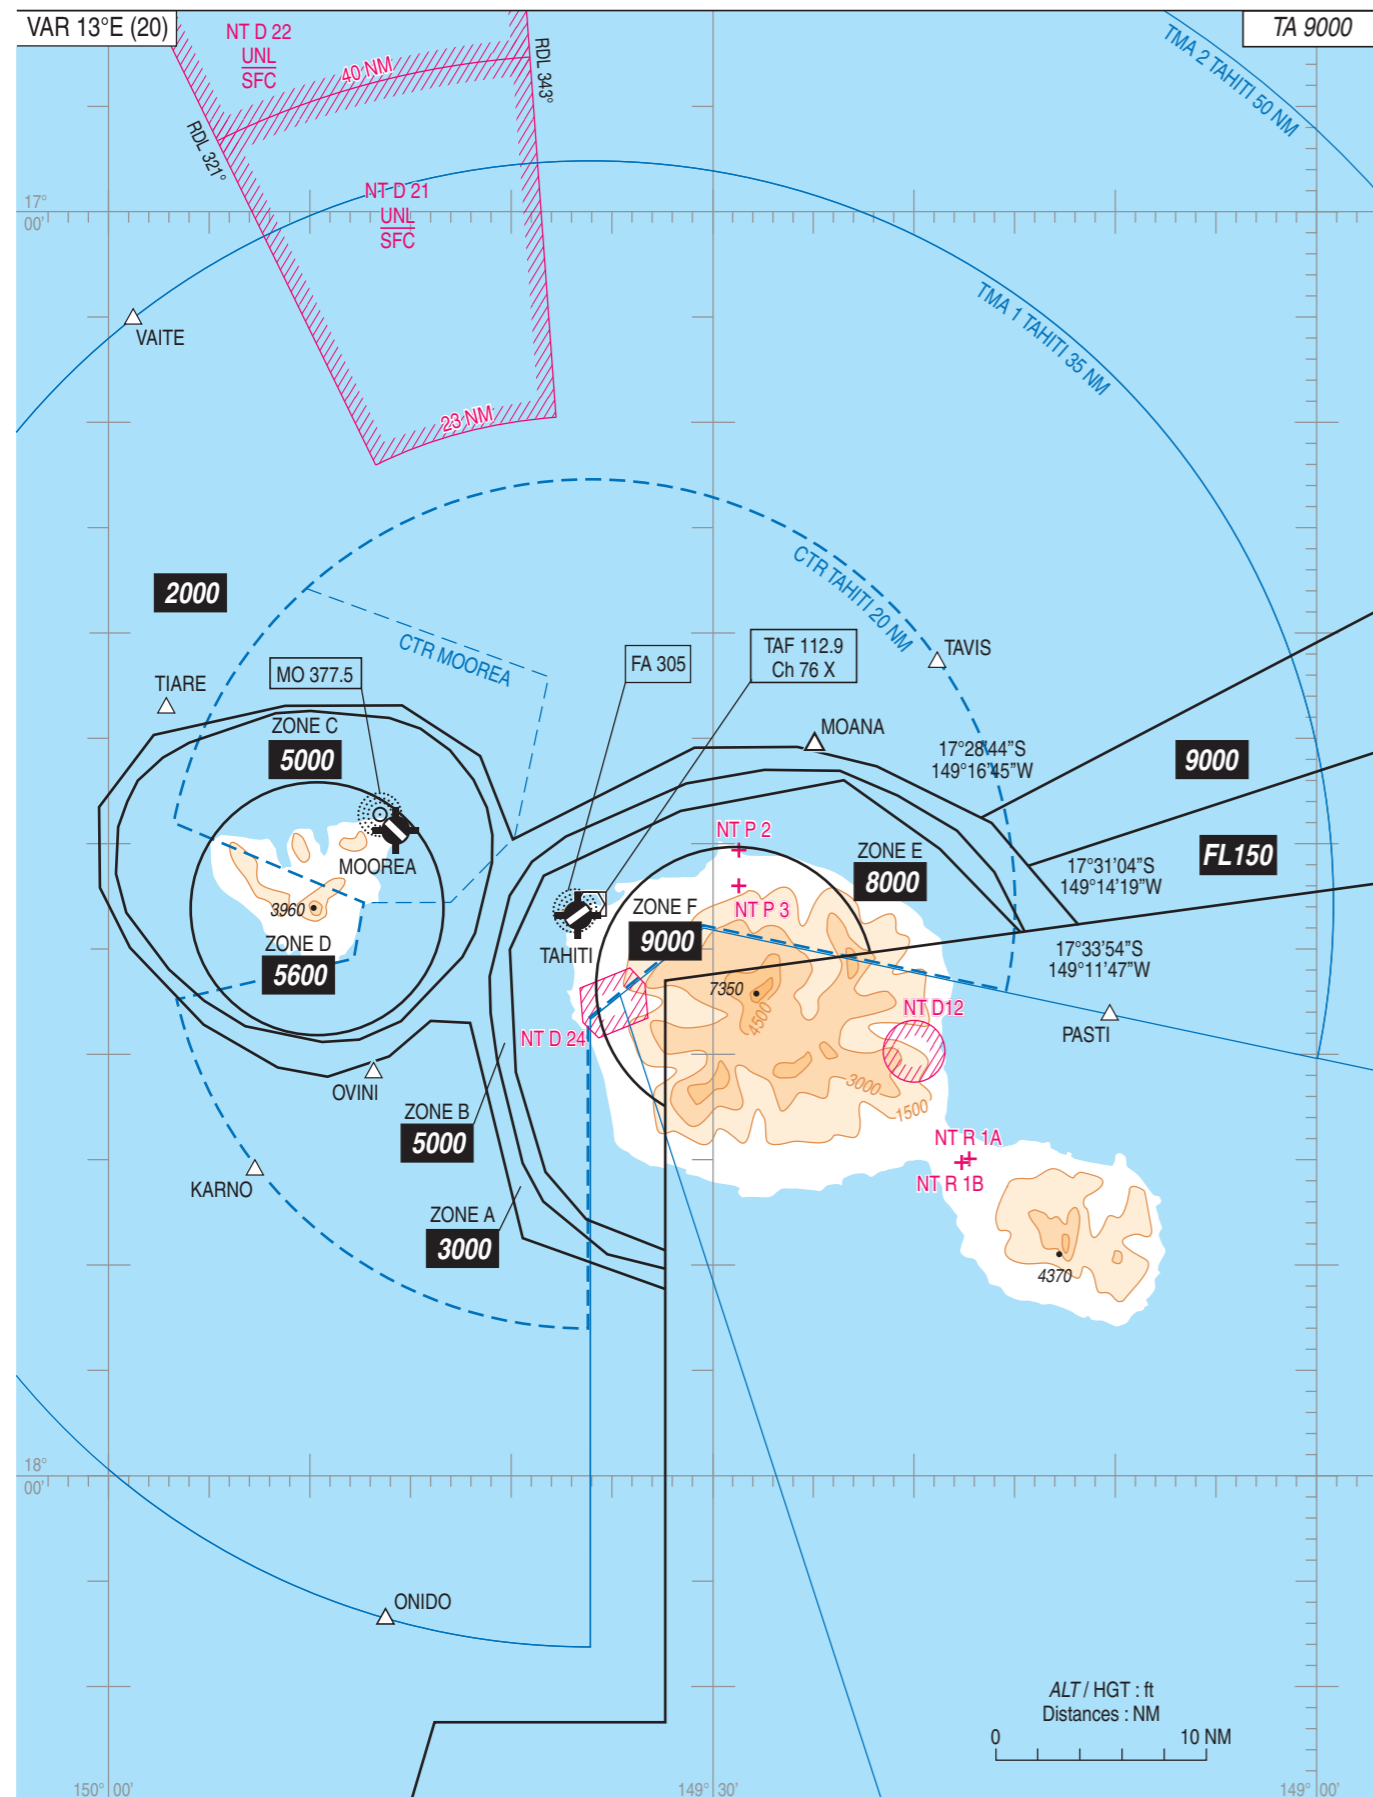 VAR 13°E (20)
TA 9000
NT D 22
UNL
SFC
40 NM
RDL 343°
RDL 321°
TMA 2 TAHITI 50 NM
NT D 21
UNL
SFC
17°
00'
TMA 1 TAHITI 35 NM
VAITE
23 NM
2000
CTR TAHITI 20 NM
CTR MOOREA
TAVIS
TAF 112.9
Ch 76 X
FA 305
MO 377.5
TIARE
ZONE C
5000
MOANA
17°28'44"S
149°16'45"W
9000
NT P 2
MOOREA
ZONE E
8000
FL150
17°31'04"S
149°14'19"W
NT P 3
3960
ZONE F
9000
ZONE D
5600
TAHITI
17°33'54"S
149°11'47"W
7350
4500
NT D12
NT D 24
PASTI
OVINI
3000
1500
ZONE B
5000
NT R 1A
NT R 1B
KARNO
ZONE A
3000
4370
18°
00'
ONIDO
ALT / HGT : ft
Distances : NM
0
10 NM
150° 00'
149° 30'
149° 00'